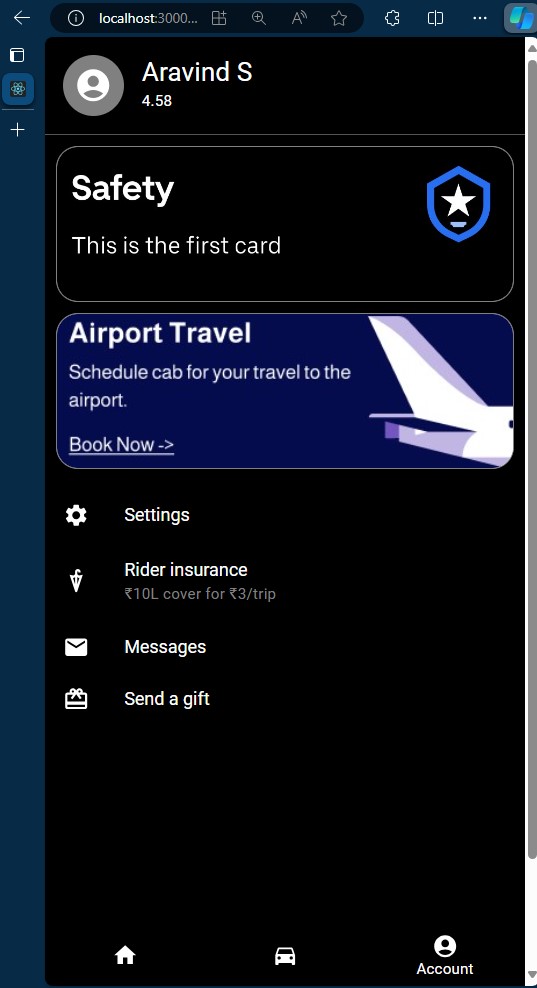 localhost:3000...
Aravind S
4.58
Safety
This is the first card
Airport Travel
Schedule cab for your travel to the
airport.
Book Now ->
Settings
Rider insurance
₹10L cover for ₹3/trip
Messages
Send a gift
Account